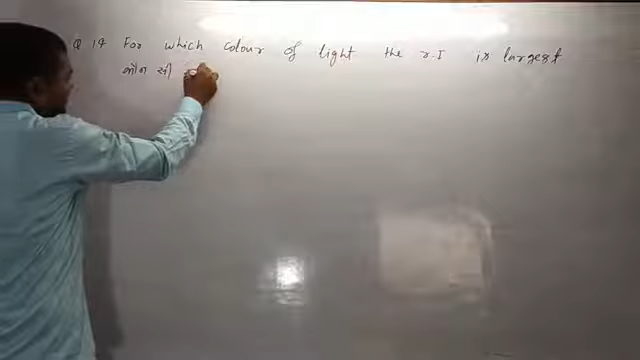 Q 14 For which colour of light the r.I is largest
कौन सी